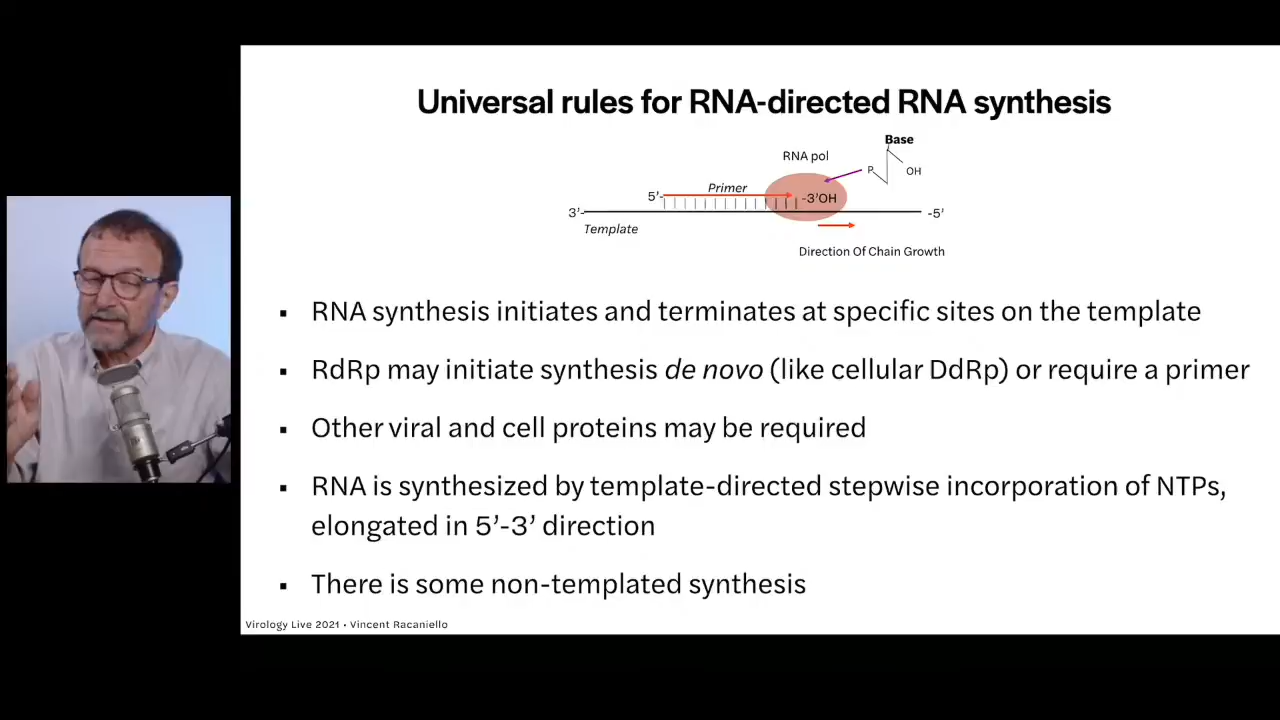 Universal rules for RNA-directed RNA synthesis
Base
RNA pol
P
OH
Primer
5’-
-3’OH
3’-
-5’
Template
Direction Of Chain Growth
▪ RNA synthesis initiates and terminates at specific sites on the template
▪ RdRp may initiate synthesis de novo (like cellular DdRp) or require a primer
▪ Other viral and cell proteins may be required
▪ RNA is synthesized by template-directed stepwise incorporation of NTPs,
elongated in 5’-3’ direction
▪ There is some non-templated synthesis
Virology Live 2021 • Vincent Racaniello